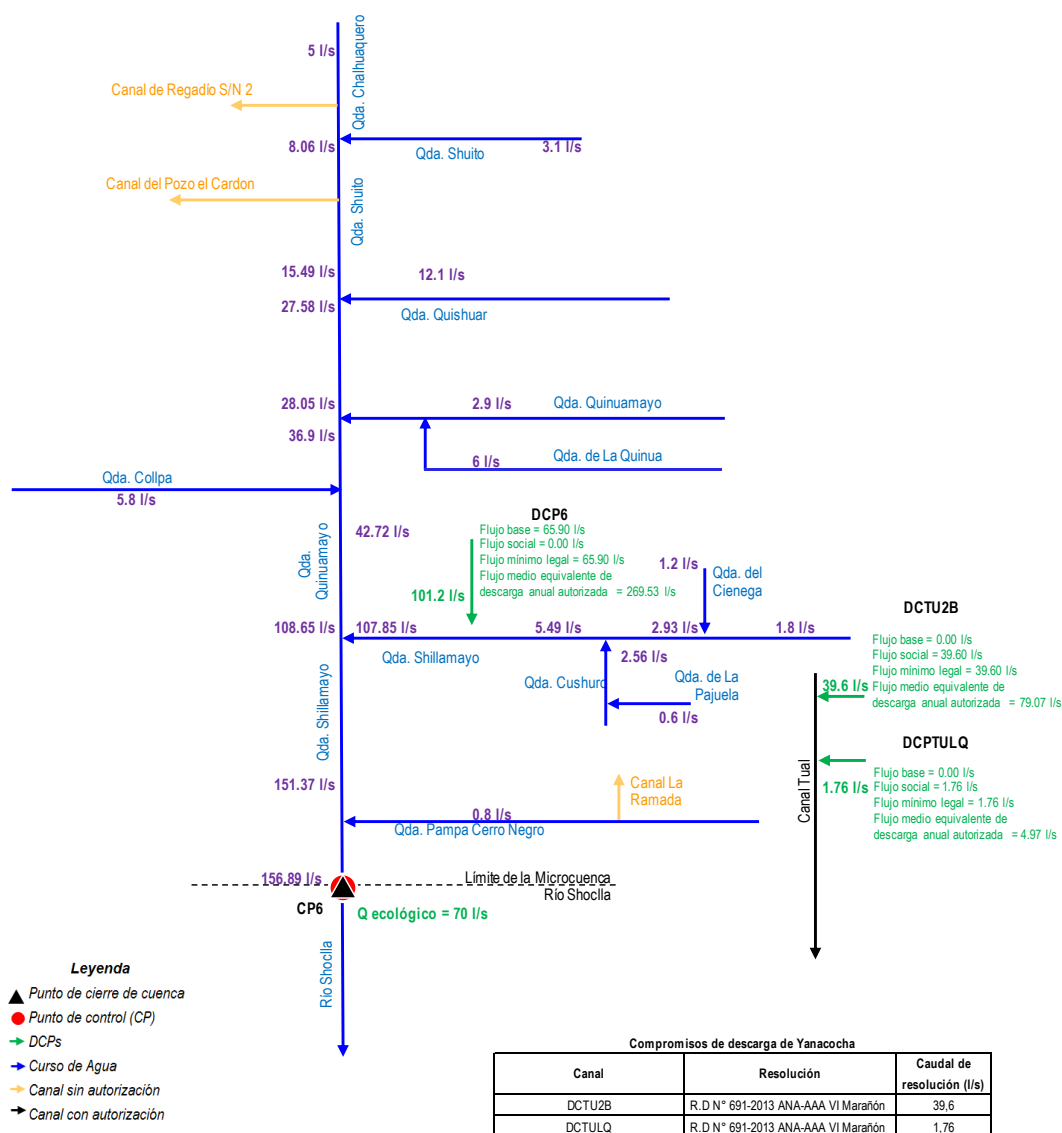 5 l/s
Qda. Chalhuaquero
Canal de Regadío S/N 2
8.06 l/s
Qda. Shuito
3.1 l/s
Canal del Pozo el Cardon
Qda. Shuito
15.49 l/s
12.1 l/s
27.58 l/s
Qda. Quishuar
28.05 l/s
2.9 l/s
Qda. Quinuamayo
36.9 l/s
6 l/s
Qda. de La Quinua
Qda. Collpa
5.8 l/s
42.72 l/s
Qda.
Quinuamayo
DCP6
Flujo base = 65.90 l/s
Flujo social = 0.00 l/s
Flujo mínimo legal = 65.90 l/s
Flujo medio equivalente de
descarga anual autorizada = 269.53 l/s
101.2 l/s
1.2 l/s
Qda. del
Cienega
108.65 l/s
107.85 l/s
5.49 l/s
2.93 l/s
1.8 l/s
Qda. Shillamayo
2.56 l/s
Qda. Cushuro
Qda. de La
Pajuela
0.6 l/s
Qda. Shillamayo
DCTU2B
Flujo base = 0.00 l/s
Flujo social = 39.60 l/s
Flujo mínimo legal = 39.60 l/s
Flujo medio equivalente de
descarga anual autorizada = 79.07 l/s
39.6 l/s
DCPTULQ
Flujo base = 0.00 l/s
Flujo social = 1.76 l/s
Flujo mínimo legal = 1.76 l/s
Flujo medio equivalente de
descarga anual autorizada = 4.97 l/s
1.76 l/s
Canal Tual
151.37 l/s
Canal La
Ramada
0.8 l/s
Qda. Pampa Cerro Negro
156.89 l/s
Límite de la Microcuenca
Río Shoclla
CP6
Q ecológico = 70 l/s
Río Shoclla
Leyenda
Punto de cierre de cuenca
Punto de control (CP)
DCPs
Curso de Agua
Canal sin autorización
Canal con autorización
Compromisos de descarga de Yanacocha
Canal Resolución Caudal de
resolución (l/s)
DCTU2B R.D N° 691-2013 ANA-AAA VI Marañón 39,6
DCTULQ R.D N° 691-2013 ANA-AAA VI Marañón 1,76